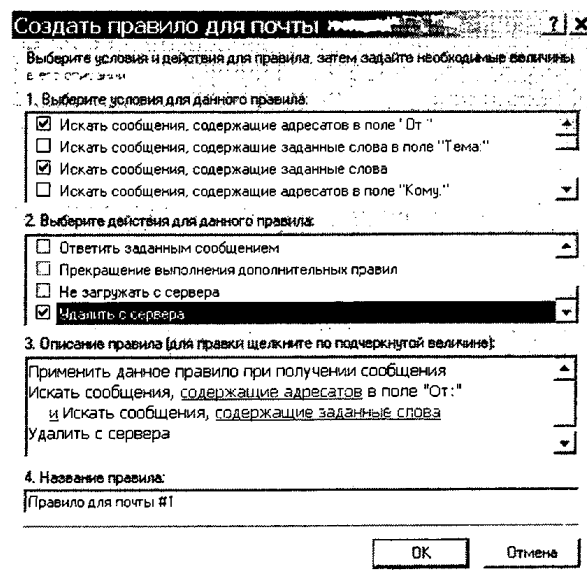 Создать правило для почты
Выберите условия и действия для правила, затем задайте необходимые величины
в его описании
1. Выберите условия для данного правила:
Искать сообщения, содержащие адресатов в поле "От:"
Искать сообщения, содержащие заданные слова в поле "Тема:"
Искать сообщения, содержащие заданные слова
Искать сообщения, содержащие адресатов в поле "Кому:"
2. Выберите действия для данного правила:
Ответить заданным сообщением
Прекращение выполнения дополнительных правил
Не загружать с сервера
Удалить с сервера
3. Описание правила (для правки щелкните по подчеркнутой величине):
Применить данное правило при получении сообщения
Искать сообщения, содержащие адресатов в поле "От:"
и Искать сообщения, содержащие заданные слова
Удалить с сервера
4. Название правила:
Правило для почты #1
OK Отмена